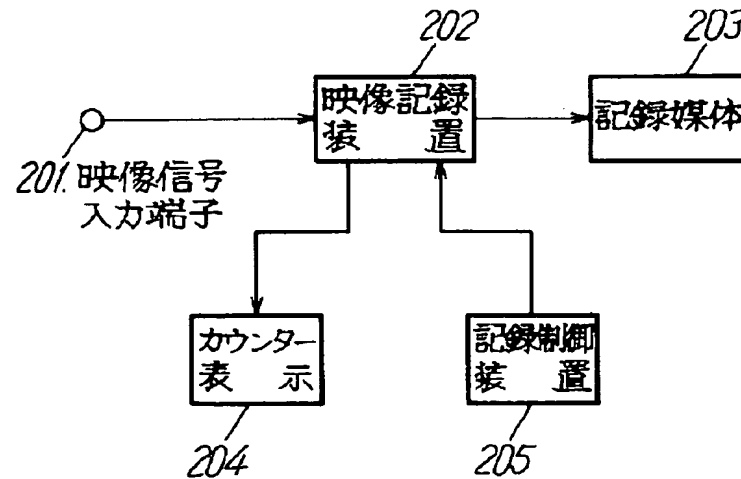 202
203
映像記録
装置
記録媒体
201. 映像信号
入力端子
カウンター
表示
記録制御
装置
204
205